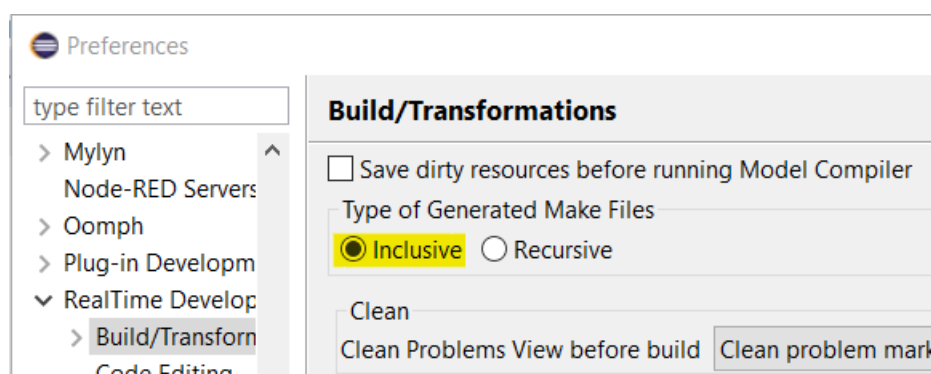 Preferences
type filter text
Mylyn
Node-RED Servers
Oomph
Plug-in Developm
RealTime Develop
Build/Transforn
Code Editing
Build/Transformations
Save dirty resources before running Model Compiler
Type of Generated Make Files
Inclusive Recursive
Clean
Clean Problems View before build Clean problem mark